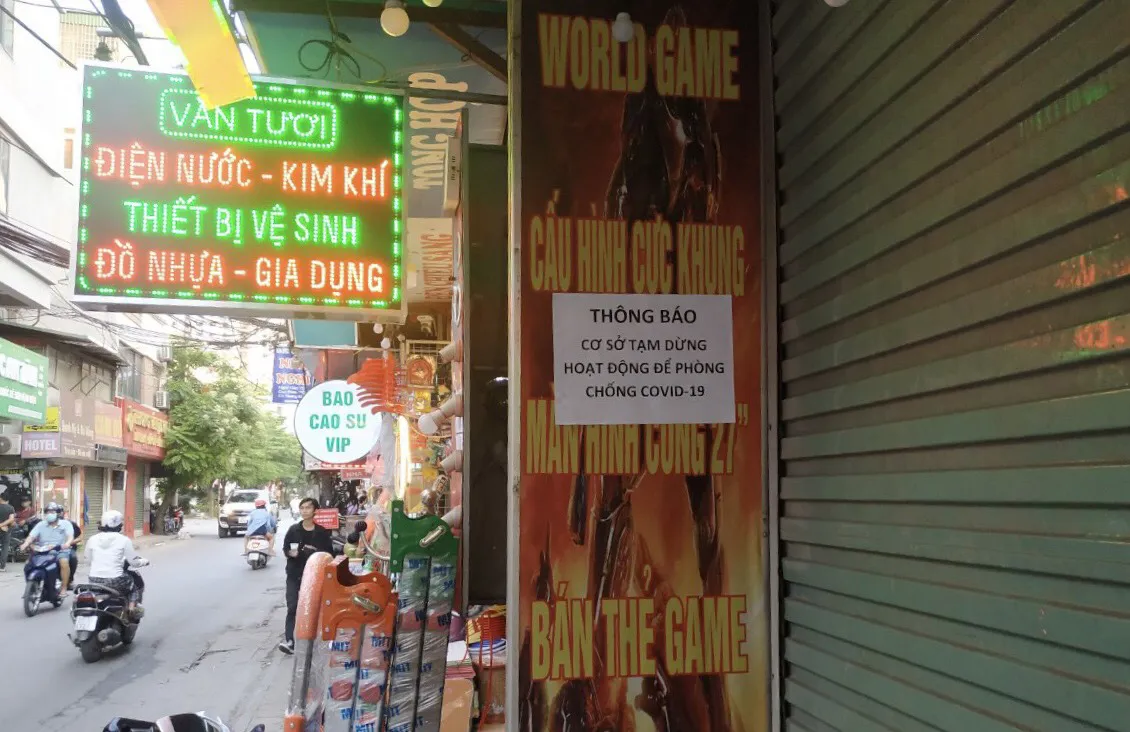 VÂN TƯƠI
ĐIỆN NƯỚC - KIM KHÍ
THIẾT BỊ VỆ SINH
ĐỒ NHỰA - GIA DỤNG
TỔNG HỢP
BAO
CAO SU
VIP
HOTEL
WORLD GAME
CẤU HÌNH CỰC KHỦNG
THÔNG BÁO
CƠ SỞ TẠM DỪNG
HOẠT ĐỘNG ĐỂ PHÒNG
CHỐNG COVID-19
MÀN HÌNH CONG 27”
BÁN THẺ GAME